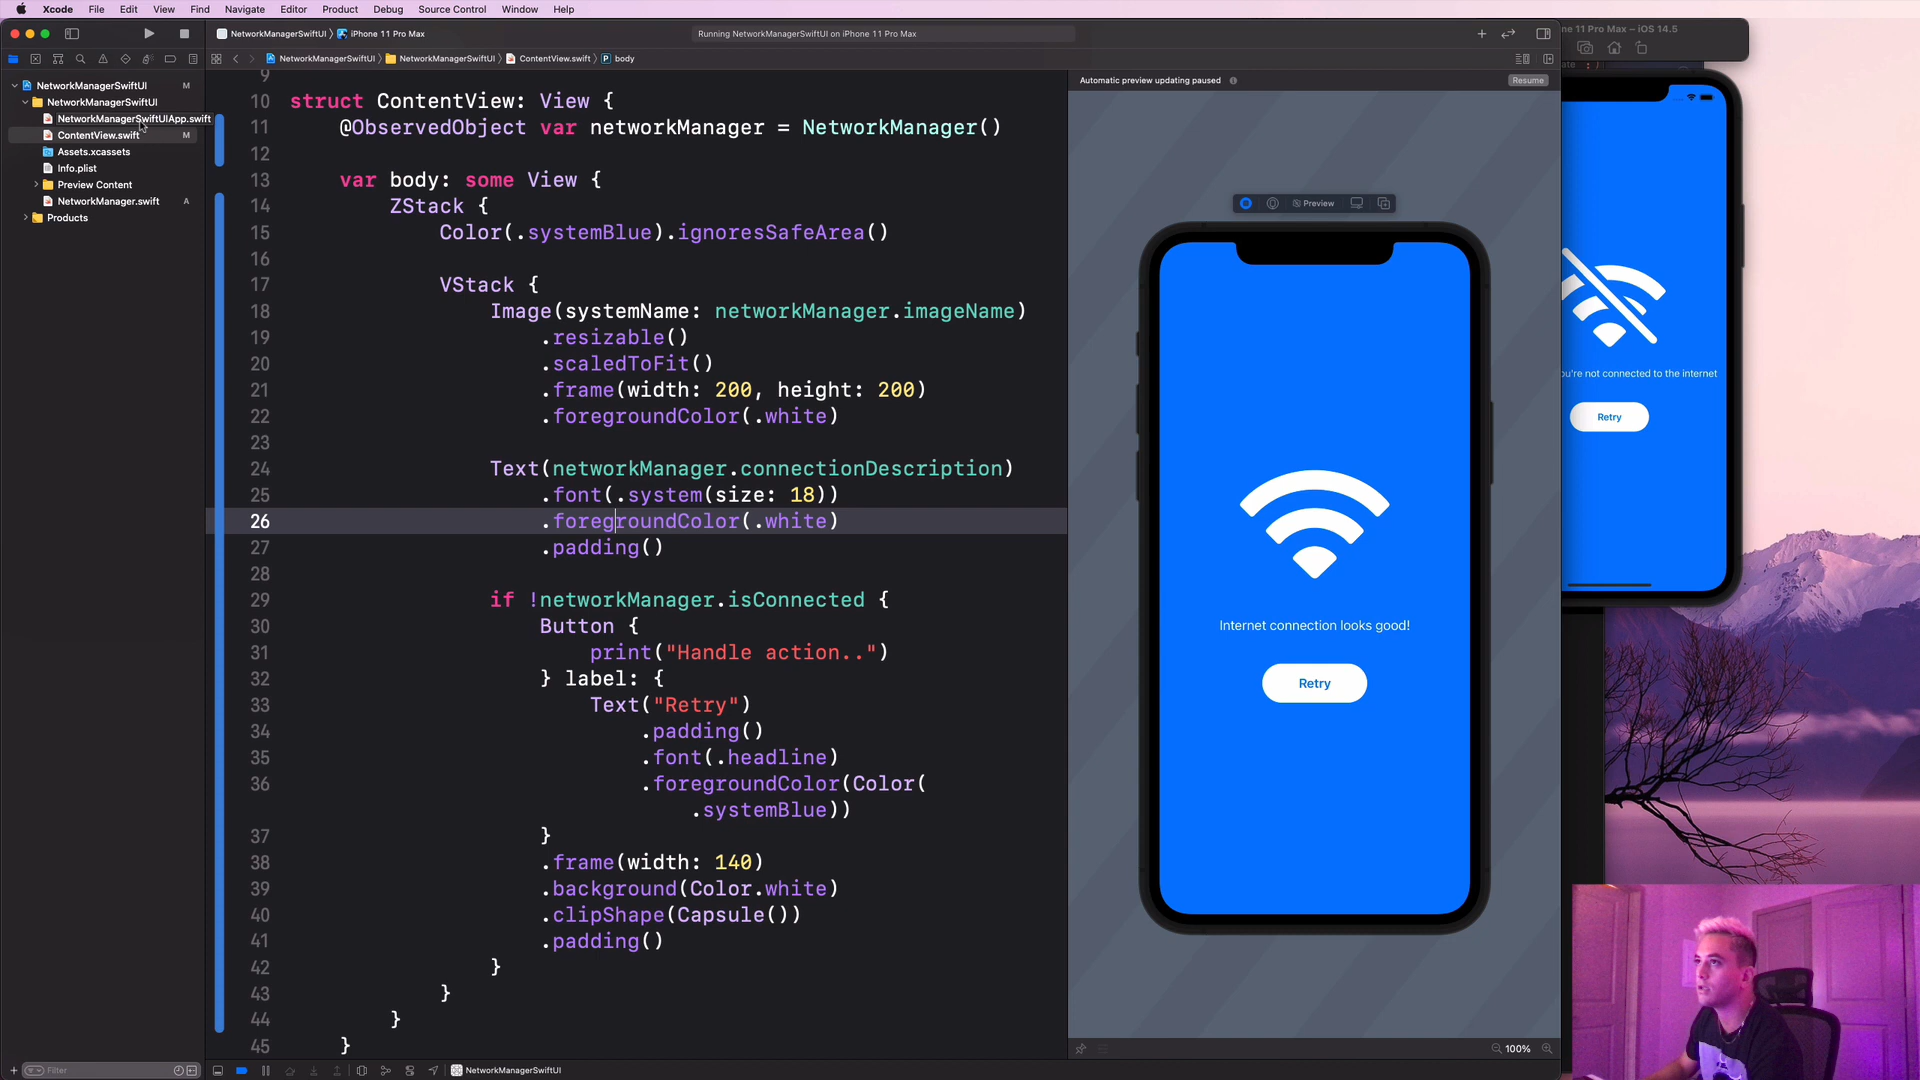 Xcode File Edit View Find Navigate Editor Product Debug Source Control Window Help
NetworkManagerSwiftUI iPhone 11 Pro Max
Running NetworkManagerSwiftUI on iPhone 11 Pro Max
ne 11 Pro Max – iOS 14.5
NetworkManagerSwiftUI NetworkManagerSwiftUI ContentView.swift P body
NetworkManagerSwiftUI M
NetworkManagerSwiftUI
NetworkManagerSwiftUIApp.swift
ContentView.swift M
Assets.xcassets
Info.plist
Preview Content
NetworkManager.swift A
Products
Filter
9
10 struct ContentView: View {
11 @ObservedObject var networkManager = NetworkManager()
12
13 var body: some View {
14 ZStack {
15 Color(.systemBlue).ignoresSafeArea()
16
17 VStack {
18 Image(systemName: networkManager.imageName)
19 .resizable()
20 .scaledToFit()
21 .frame(width: 200, height: 200)
22 .foregroundColor(.white)
23
24 Text(networkManager.connectionDescription)
25 .font(.system(size: 18))
26 .foregroundColor(.white)
27 .padding()
28
29 if !networkManager.isConnected {
30 Button {
31 print("Handle action..")
32 } label: {
33 Text("Retry")
34 .padding()
35 .font(.headline)
36 .foregroundColor(Color(
.systemBlue))
37 }
38 .frame(width: 140)
39 .background(Color.white)
40 .clipShape(Capsule())
41 .padding()
42 }
43 }
44 }
45 }
NetworkManagerSwiftUI
Automatic preview updating paused
Resume
Preview
Internet connection looks good!
Retry
100%
ou're not connected to the internet
Retry